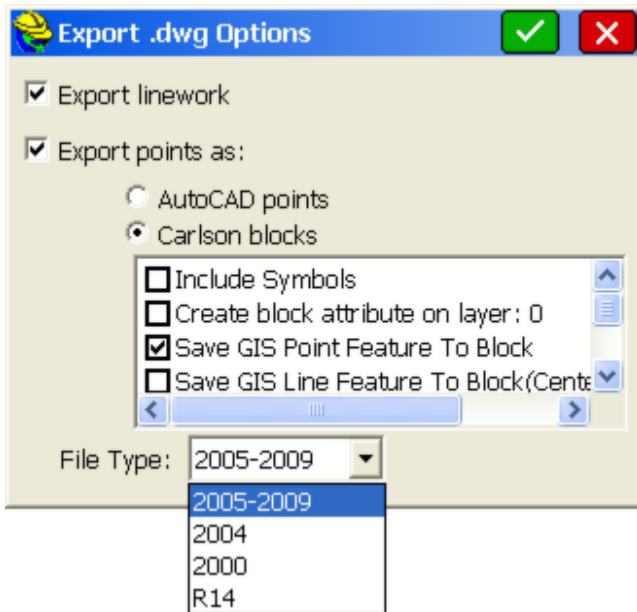 Export .dwg Options
Export linework
Export points as:
AutoCAD points
Carlson blocks
Include Symbols
Create block attribute on layer: 0
Save GIS Point Feature To Block
Save GIS Line Feature To Block(Cente
File Type: 2005-2009
2005-2009
2004
2000
R14